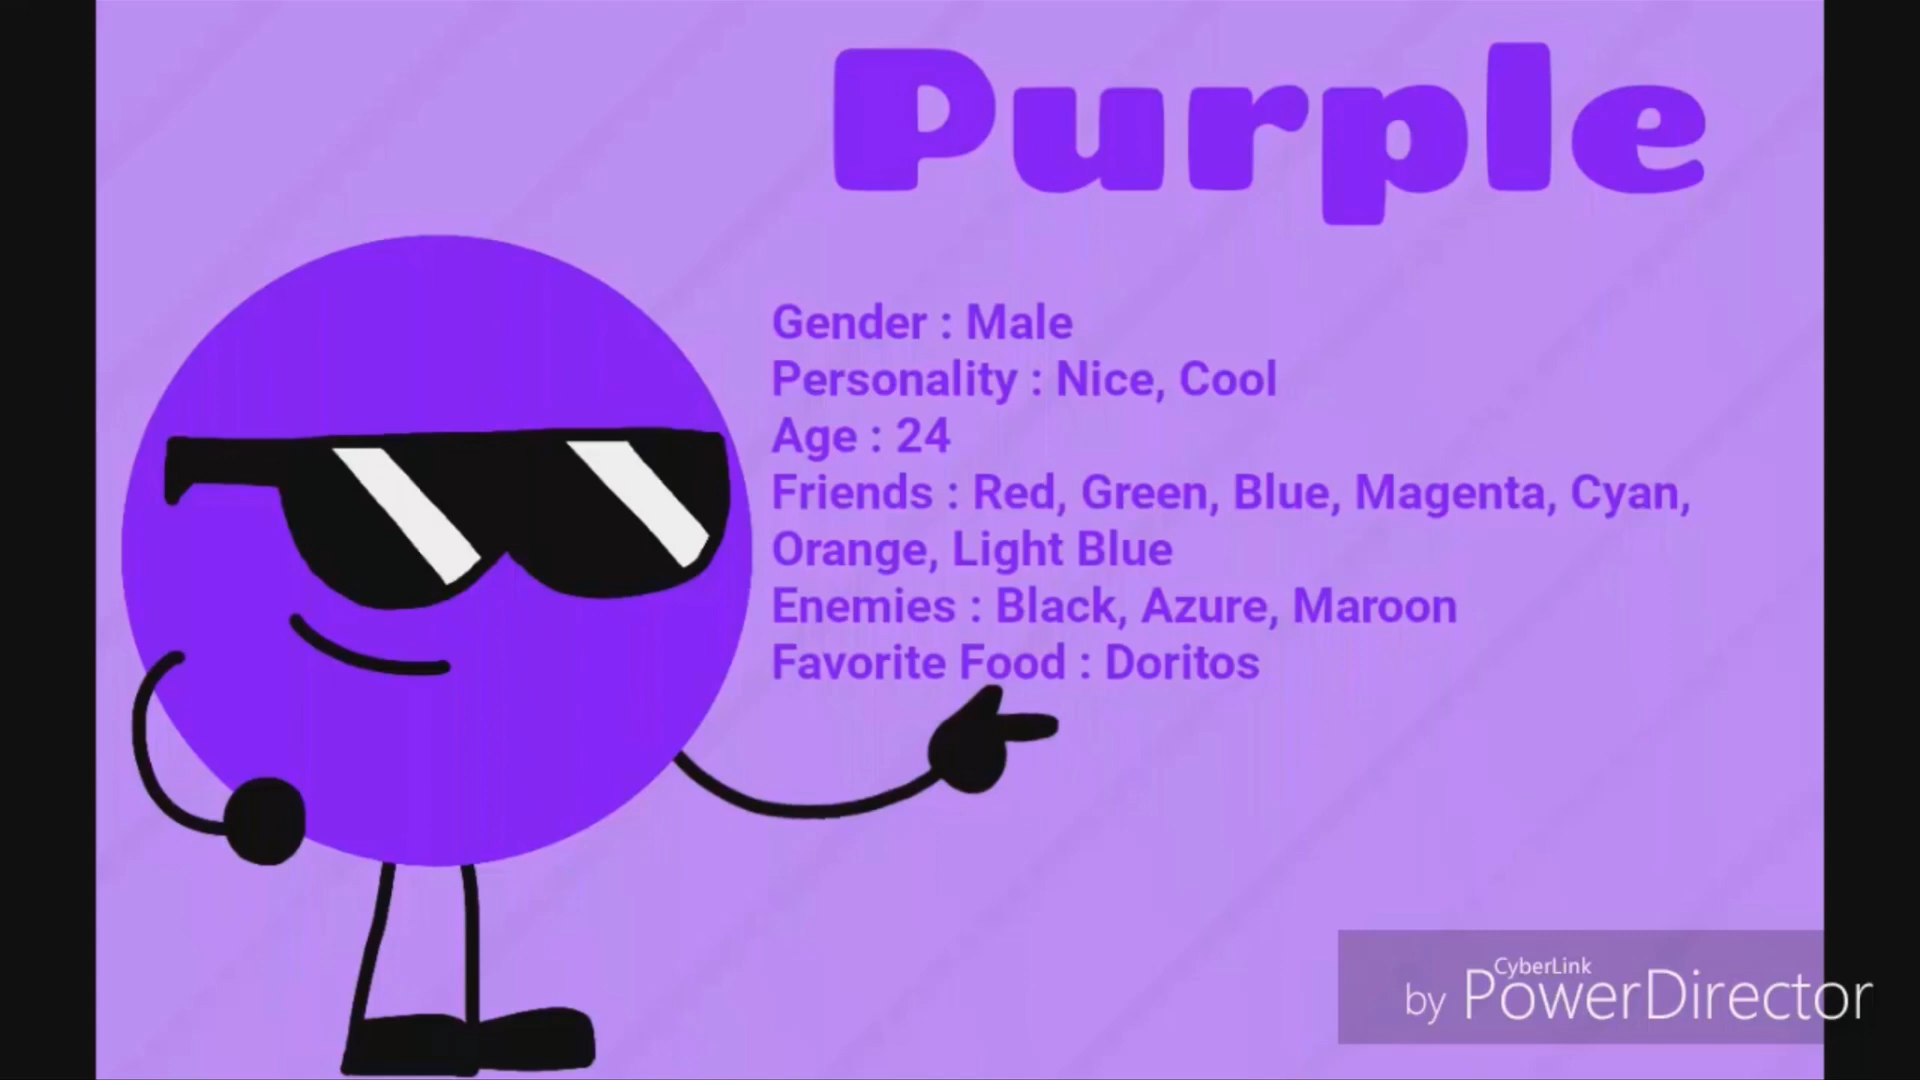 Purple
Gender : Male
Personality : Nice, Cool
Age : 24
Friends : Red, Green, Blue, Magenta, Cyan,
Orange, Light Blue
Enemies : Black, Azure, Maroon
Favorite Food : Doritos
CyberLink
by PowerDirector